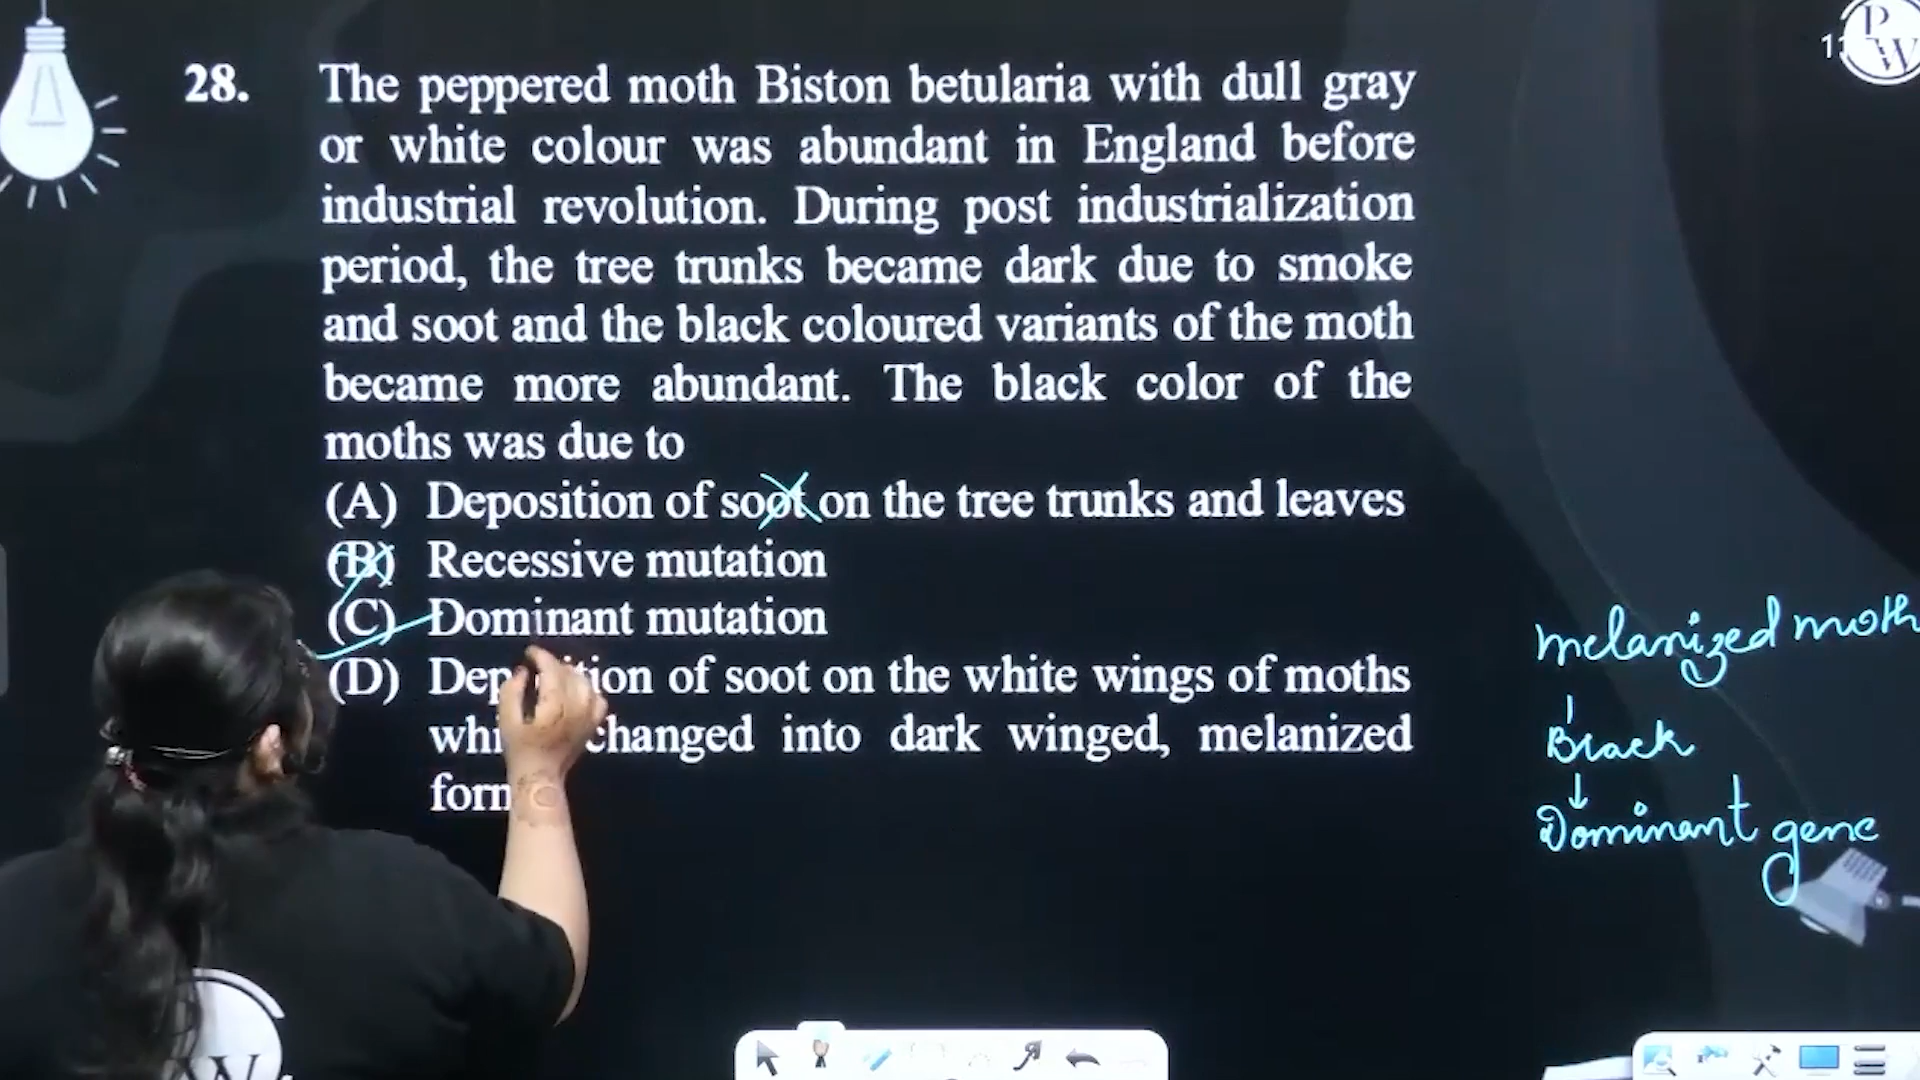 28. The peppered moth Biston betularia with dull gray
or white colour was abundant in England before
industrial revolution. During post industrialization
period, the tree trunks became dark due to smoke
and soot and the black coloured variants of the moth
became more abundant. The black color of the
moths was due to
(A) Deposition of soot on the tree trunks and leaves
(B) Recessive mutation
(C) Dominant mutation
(D) of soot on the white wings of moths
changed into dark winged, melanized
melanized moth
Black
Dominant gene
PW